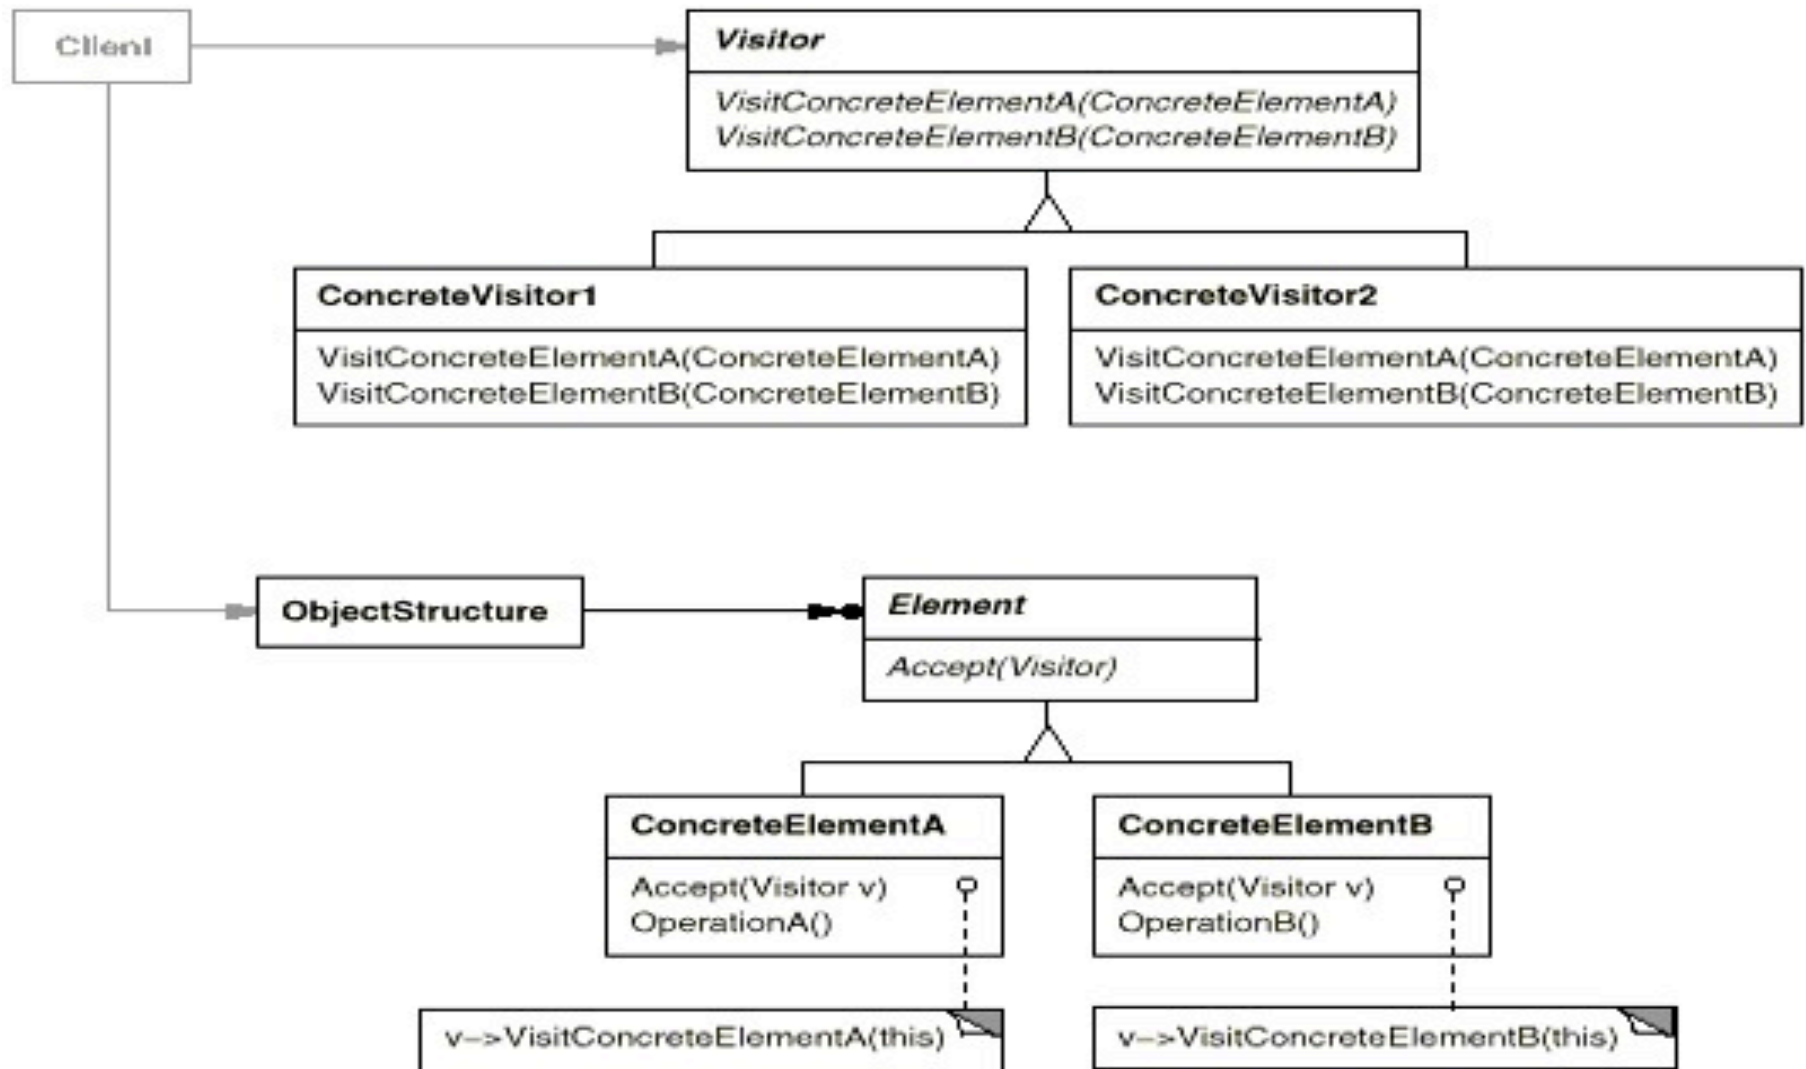 Client
Visitor
VisitConcreteElementA(ConcreteElementA)
VisitConcreteElementB(ConcreteElementB)
ConcreteVisitor1
VisitConcreteElementA(ConcreteElementA)
VisitConcreteElementB(ConcreteElementB)
ConcreteVisitor2
VisitConcreteElementA(ConcreteElementA)
VisitConcreteElementB(ConcreteElementB)
ObjectStructure
Element
Accept(Visitor)
ConcreteElementA
Accept(Visitor v)
OperationA()
ConcreteElementB
Accept(Visitor v)
OperationB()
v->VisitConcreteElementA(this)
v->VisitConcreteElementB(this)